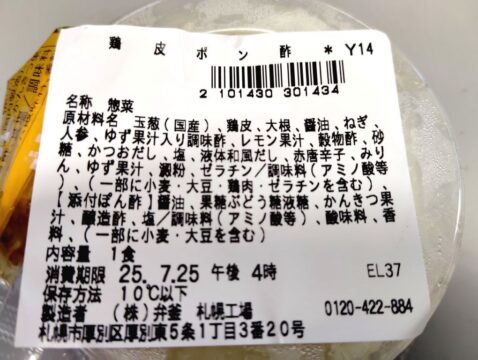 鶏皮ポン酢 * Y14
2 101430 301434
名称 惣菜
原材料名 玉葱(国産)、鶏皮、大根、醤油、ねぎ、
人参、ゆず果汁入り調味酢、レモン果汁、穀物酢、砂
糖、かつおだし、塩、液体和風だし、赤唐辛子、みり
ん、ゆず果汁、澱粉、ゼラチン/調味料(アミノ酸等
)、(一部に小麦・大豆・鶏肉・ゼラチンを含む)、
【添付ぽん酢】醤油、果糖ぶどう糖液糖、かんきつ果
汁、醸造酢、塩/調味料(アミノ酸等)、酸味料、香
料、(一部に小麦・大豆を含む)
内容量 1食
消費期限 25. 7.25 午後 4時
EL37
保存方法 10℃以下
製造者 (株)弁釜 札幌工場
0120-422-884
札幌市厚別区厚別東5条1丁目3番20号